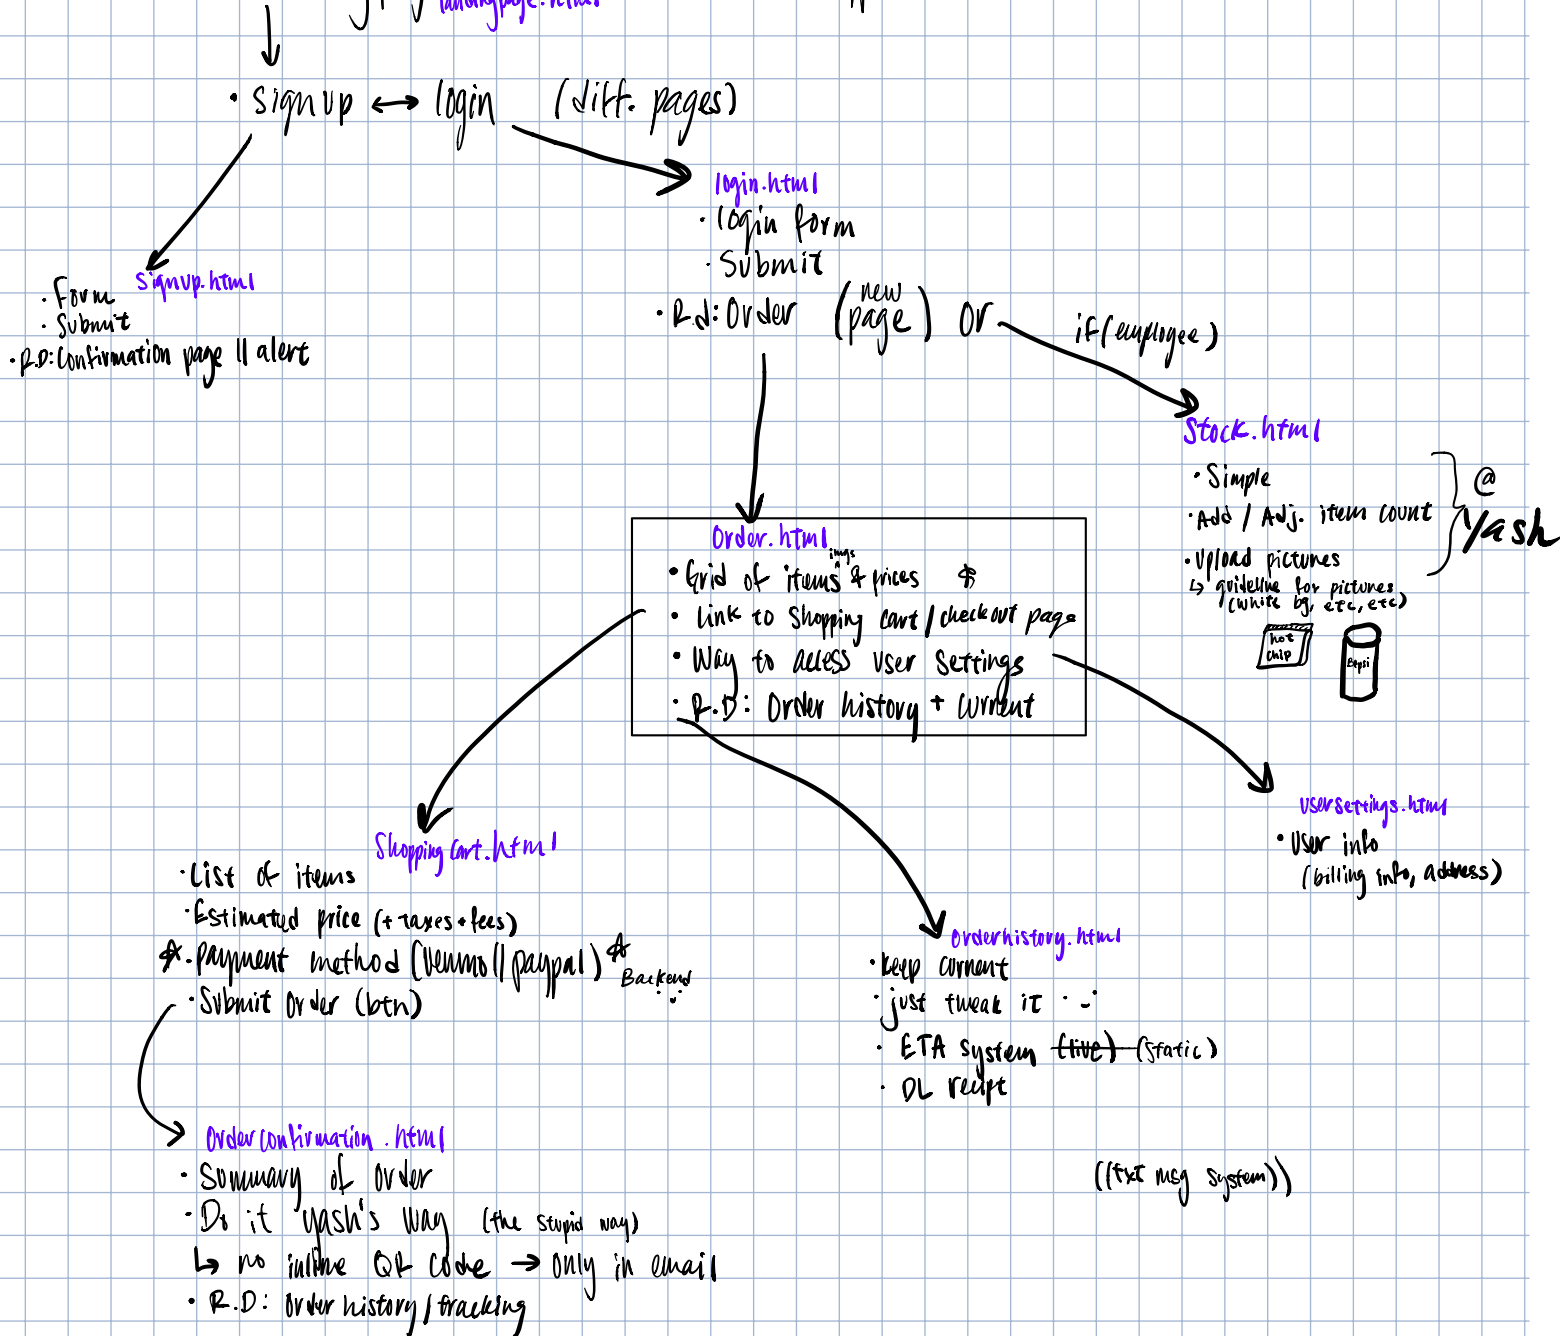 landingpage.html
• signup ↔ login (diff. pages)
login.html
• login form
• Submit
• R.d: Order (new page) or
if(employee)
signup.html
• Form
• Submit
• R.D: Confirmation page || alert
Stock.html
• Simple
• Add / Adj. item count
• Upload pictures
↳ guideline for pictures
(white bg, etc, etc)
@
Yash
hot
chip
Bepsi
Order.html
imgs
• Grid of items ^ & prices $
• Link to Shopping cart/checkout page
• Way to access user settings
• R.D: Order history + current
usersettings.html
• User info
(billing info, address)
Shoppingcart.html
• List of items
• Estimated price (+ taxes + fees)
☆ • Payment method (venmo || paypal) ☆
Backend
• Submit order (btn)
Orderhistory.html
• keep current
• just tweak it
• ETA system (live) (static)
• DL recipt
Orderconfirmation.html
• Summary of order
• Do it yash's way (the stupid way)
↳ no inline QR code → only in email
• R.D: Order history/tracking
((txt msg system))